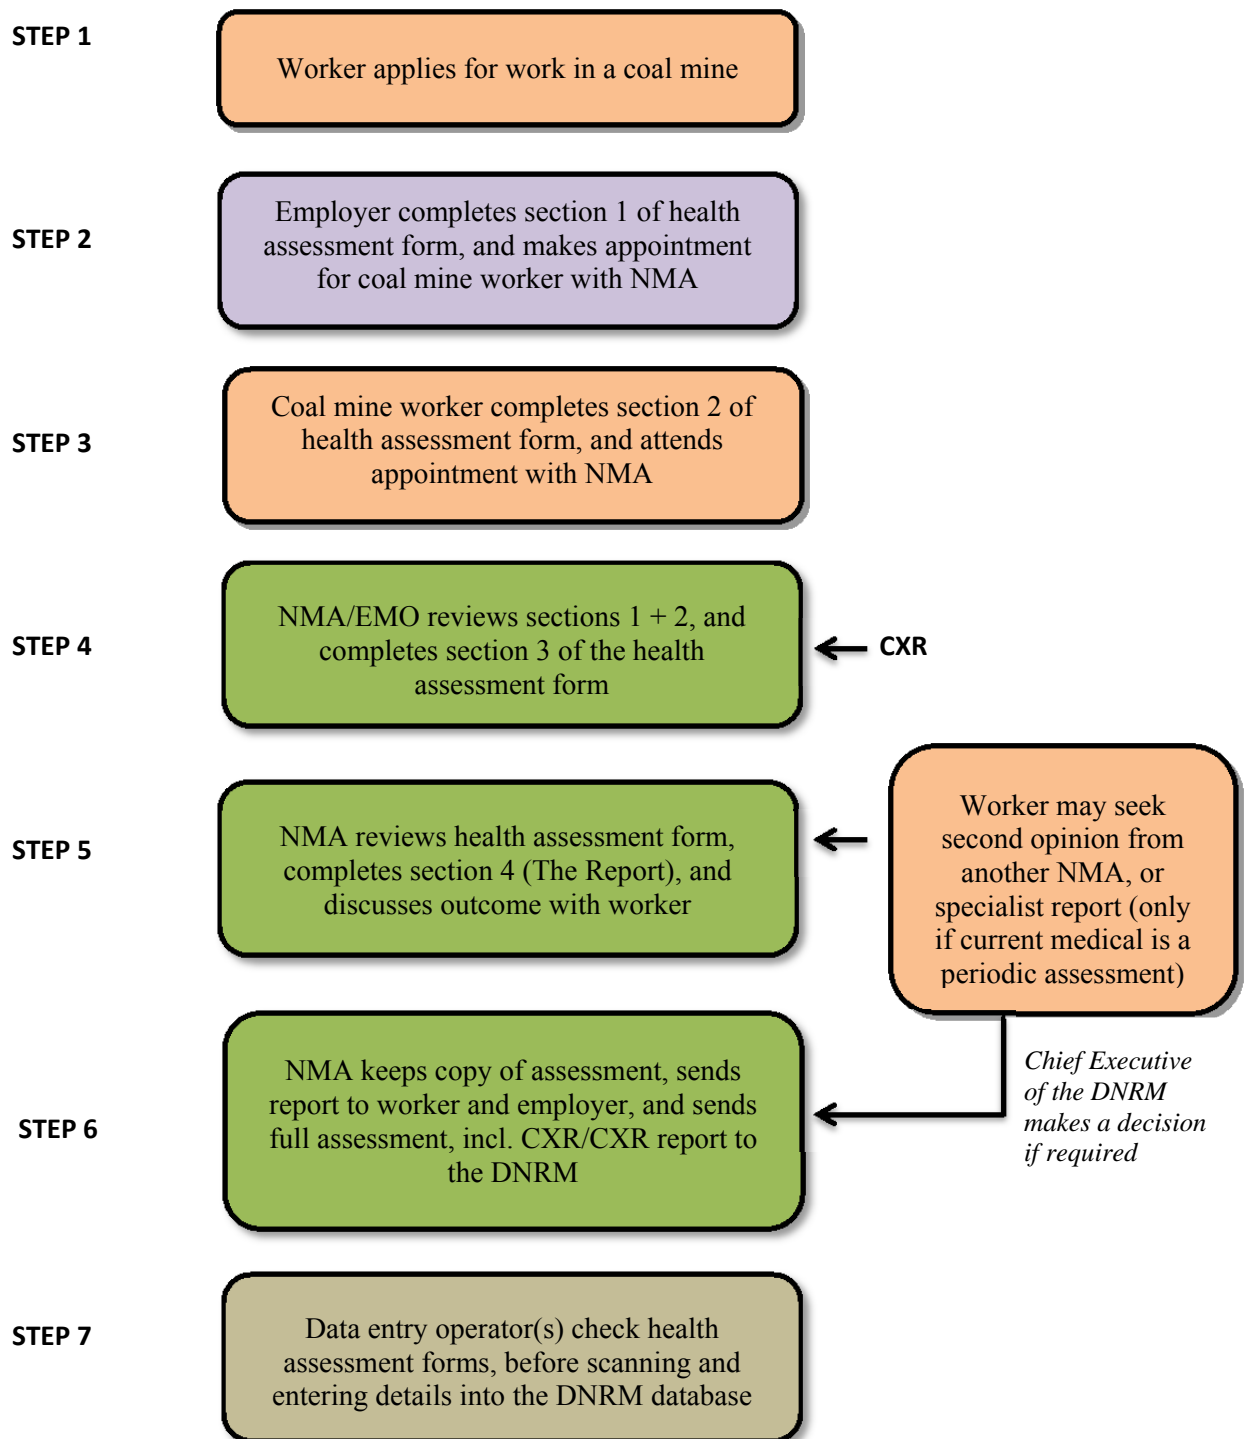 STEP 1
Worker applies for work in a coal mine
STEP 2
Employer completes section 1 of health
assessment form, and makes appointment
for coal mine worker with NMA
STEP 3
Coal mine worker completes section 2 of
health assessment form, and attends
appointment with NMA
STEP 4
NMA/EMO reviews sections 1 + 2, and
completes section 3 of the health
assessment form
CXR
STEP 5
NMA reviews health assessment form,
completes section 4 (The Report), and
discusses outcome with worker
Worker may seek
second opinion from
another NMA, or
specialist report (only
if current medical is a
periodic assessment)
STEP 6
NMA keeps copy of assessment, sends
report to worker and employer, and sends
full assessment, incl. CXR/CXR report to
the DNRM
Chief Executive
of the DNRM
makes a decision
if required
STEP 7
Data entry operator(s) check health
assessment forms, before scanning and
entering details into the DNRM database